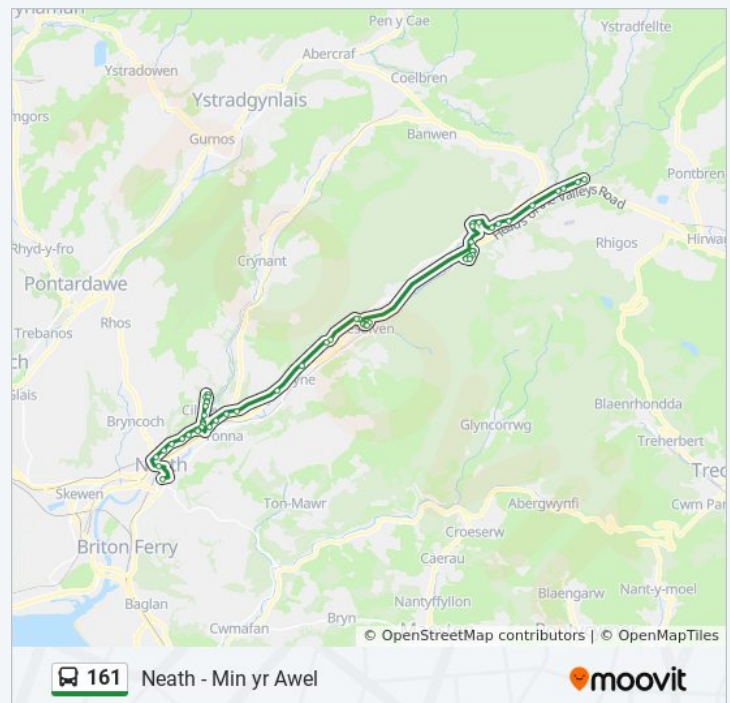 Pen y Cae
Ystradfellte
Abercraf
Ystradowen
Coelbren
Ystradgynlais
Gurnos
Banwen
Pontbren
Heads of the Valleys Road
Rhigos
Hirwa
Rhyd-y-fro
Crynant
Pontardawe
Trebanos
Rhos
Glais
Bryncoch
Blaenrhondda
Glyncorrwg
Treherbert
Neath
Skewen
Ton-Mawr
Abergwynfi
Cwm Par
Briton Ferry
Croeserw
Caerau
Baglan
Nantyffyllon
Blaengarw
Nant-y-moel
Bryn
Cwmafan
© OpenStreetMap contributors | © OpenMapTiles
161 Neath - Min yr Awel
moovit